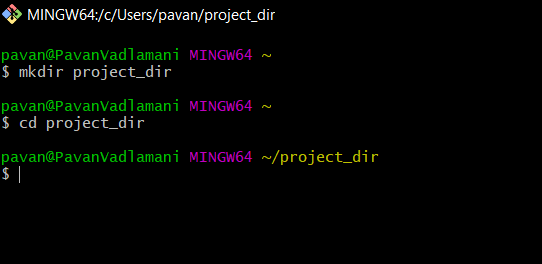 MINGW64:/c/Users/pavan/project_dir
pavan@PavanVadlamani MINGW64 ~
$ mkdir project_dir
pavan@PavanVadlamani MINGW64 ~
$ cd project_dir
pavan@PavanVadlamani MINGW64 ~/project_dir
$